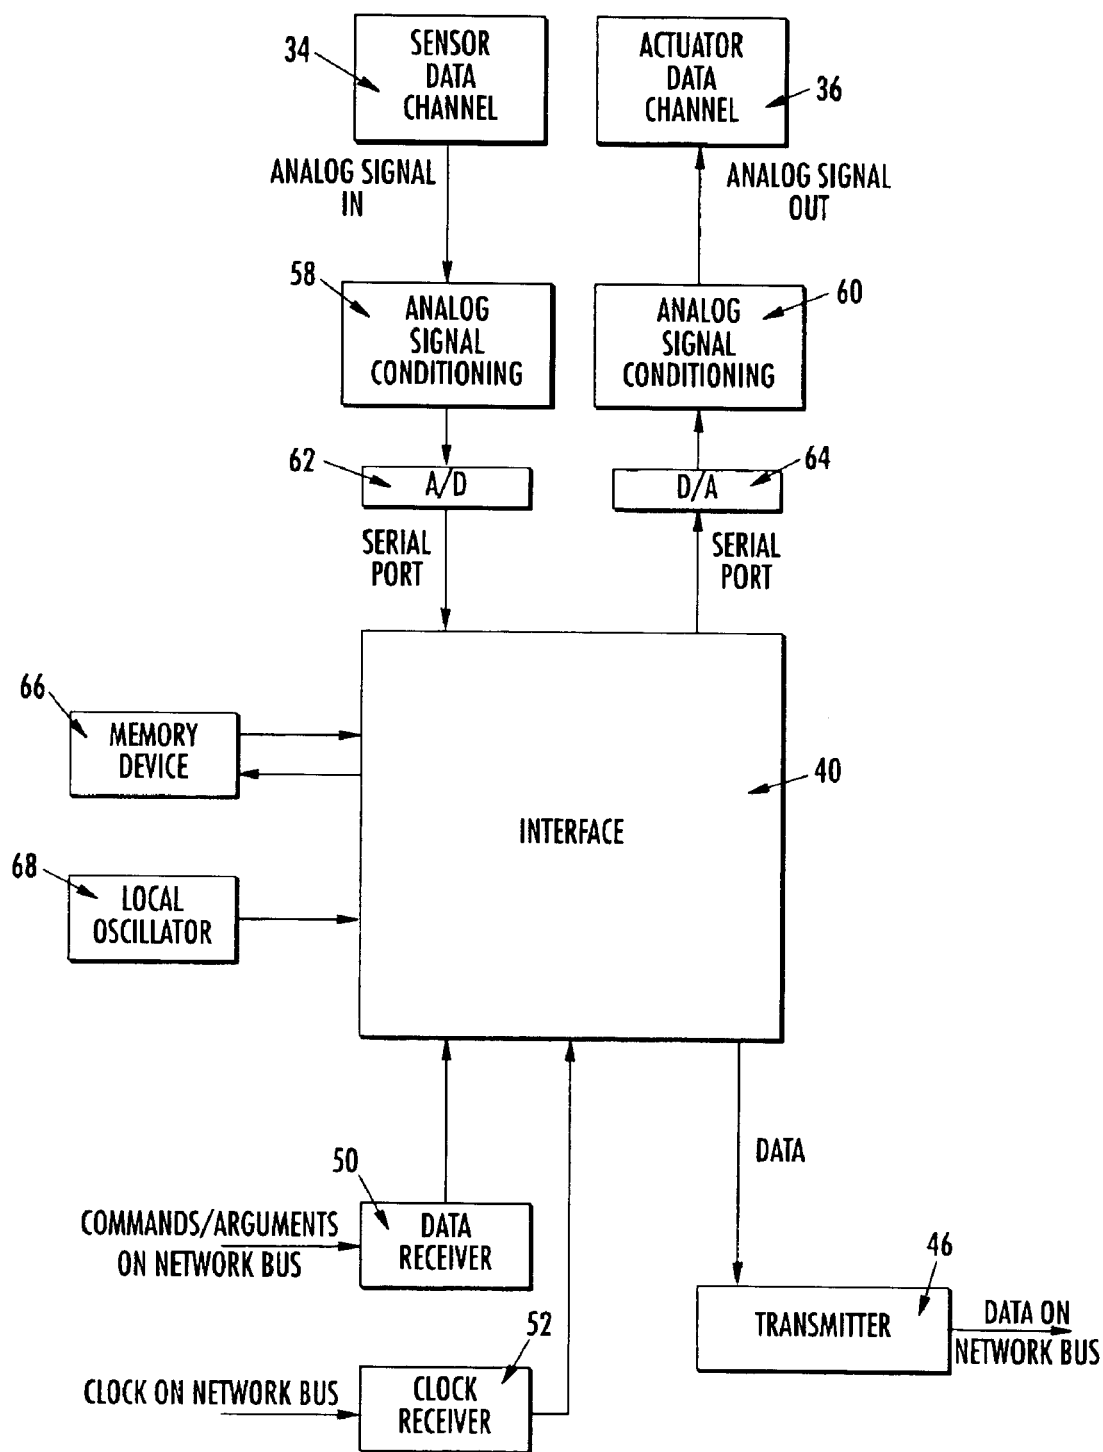 34
SENSOR
DATA
CHANNEL
ACTUATOR
DATA
CHANNEL
36
ANALOG SIGNAL
IN
ANALOG SIGNAL
OUT
58
ANALOG
SIGNAL
CONDITIONING
ANALOG
SIGNAL
CONDITIONING
60
62
A/D
D/A
64
SERIAL
PORT
SERIAL
PORT
66
MEMORY
DEVICE
40
INTERFACE
68
LOCAL
OSCILLATOR
DATA
50
COMMANDS/ARGUMENTS
ON NETWORK BUS
DATA
RECEIVER
46
TRANSMITTER
DATA ON
NETWORK BUS
52
CLOCK ON NETWORK BUS
CLOCK
RECEIVER